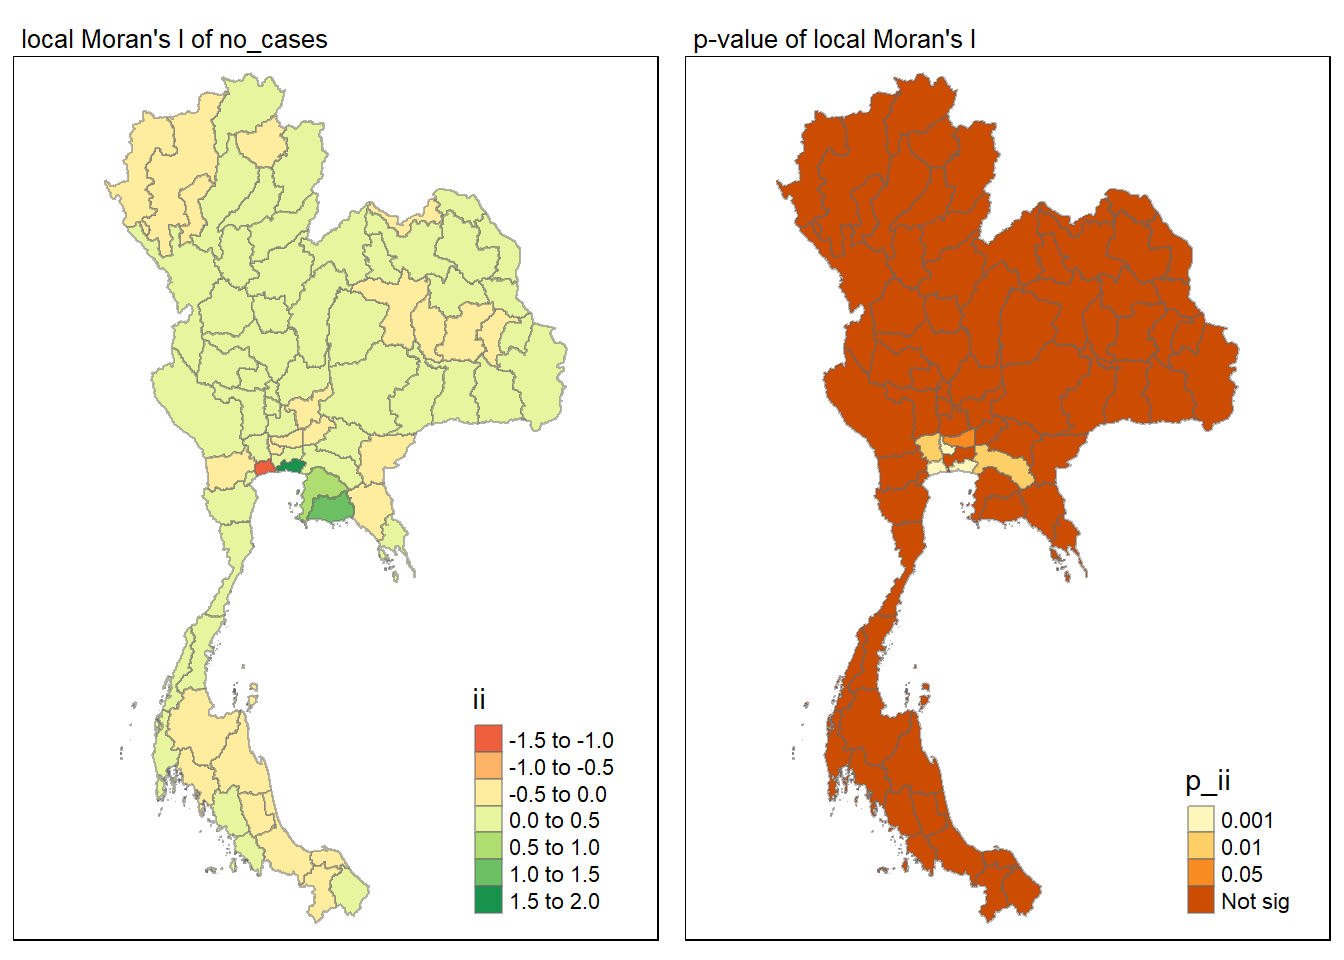 local Moran's I of no_cases
ii
-1.5 to -1.0
-1.0 to -0.5
-0.5 to 0.0
0.0 to 0.5
0.5 to 1.0
1.0 to 1.5
1.5 to 2.0
p-value of local Moran's I
p_ii
0.001
0.01
0.05
Not sig